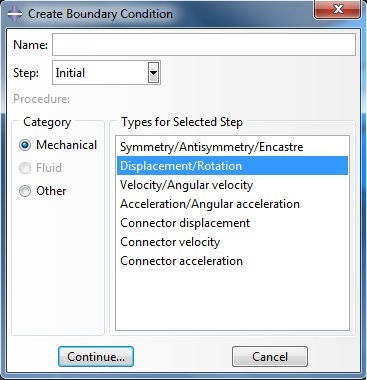 Create Boundary Condition
Name:
Step: Initial
Procedure:
Category
Mechanical
Fluid
Other
Types for Selected Step
Symmetry/Antisymmetry/Encastre
Displacement/Rotation
Velocity/Angular velocity
Acceleration/Angular acceleration
Connector displacement
Connector velocity
Connector acceleration
Continue... Cancel